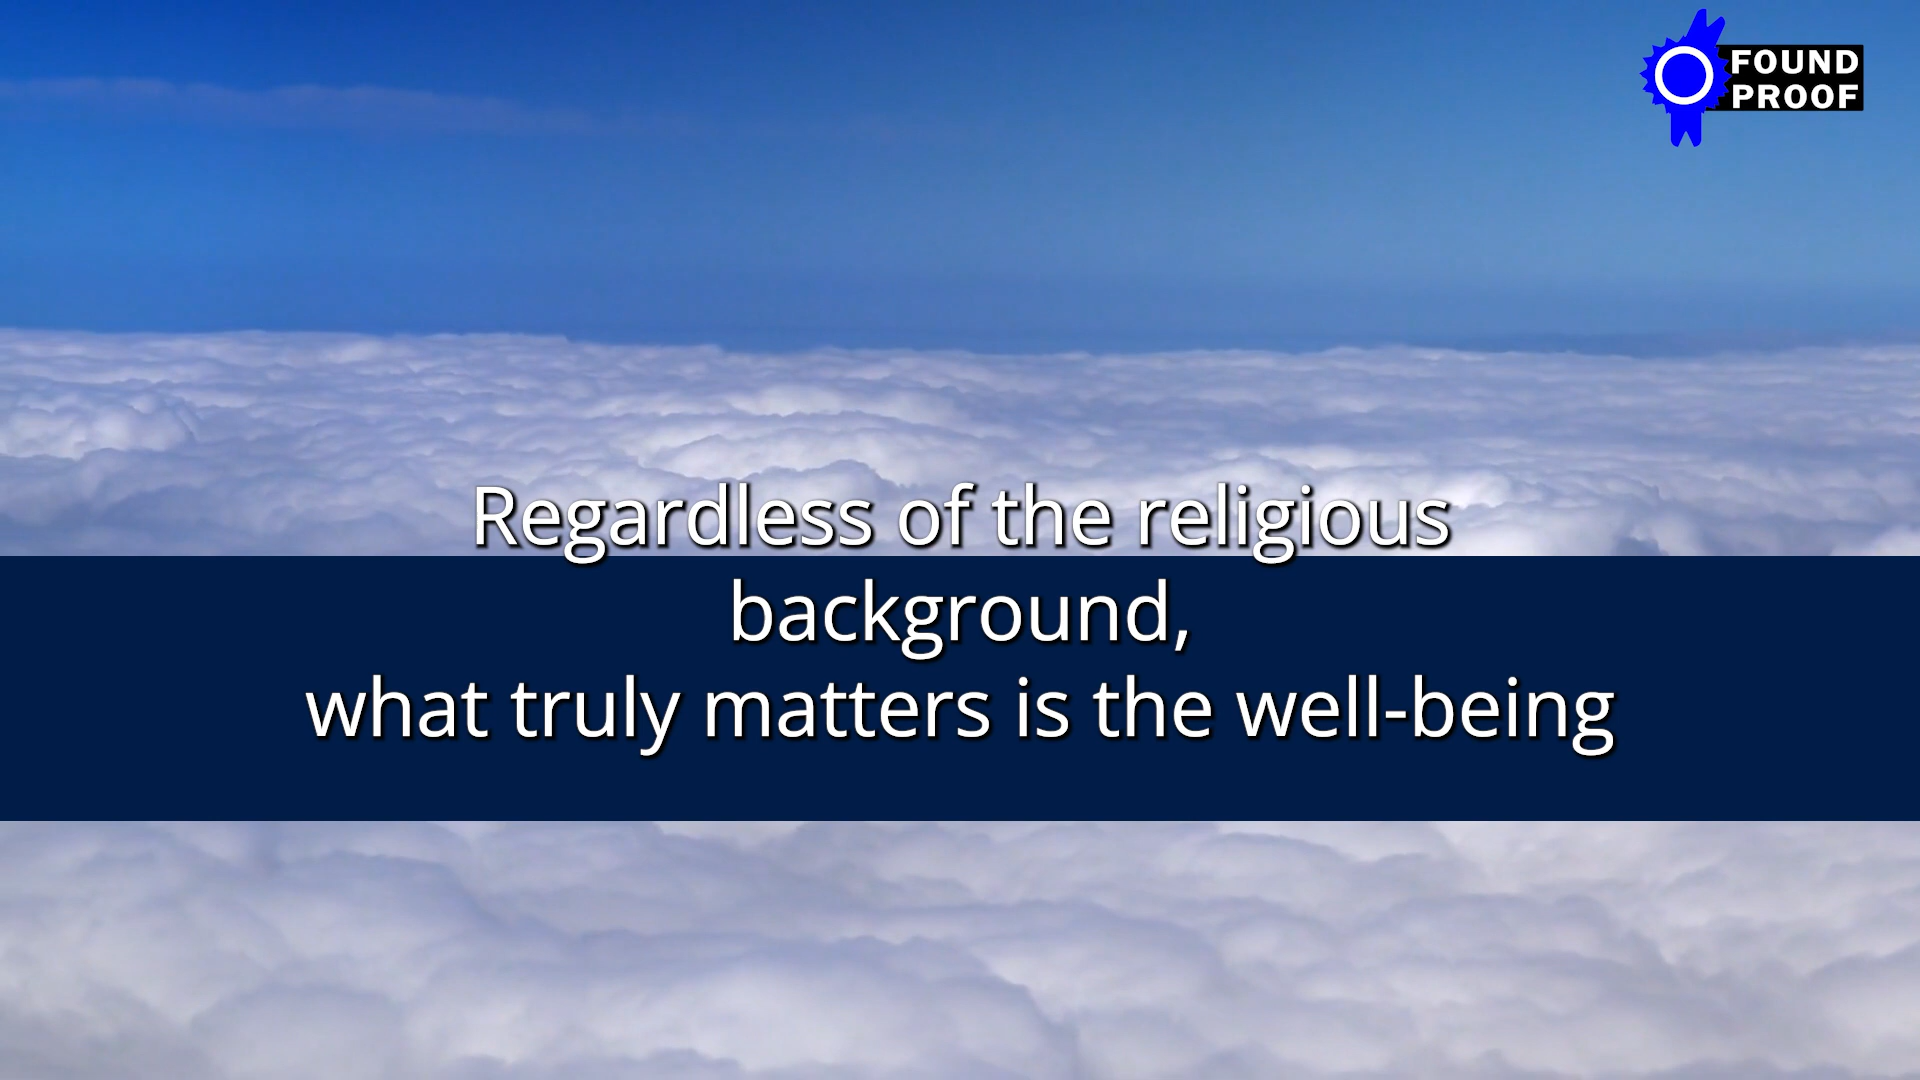 FOUND
PROOF
Regardless of the religious
background,
what truly matters is the well-being